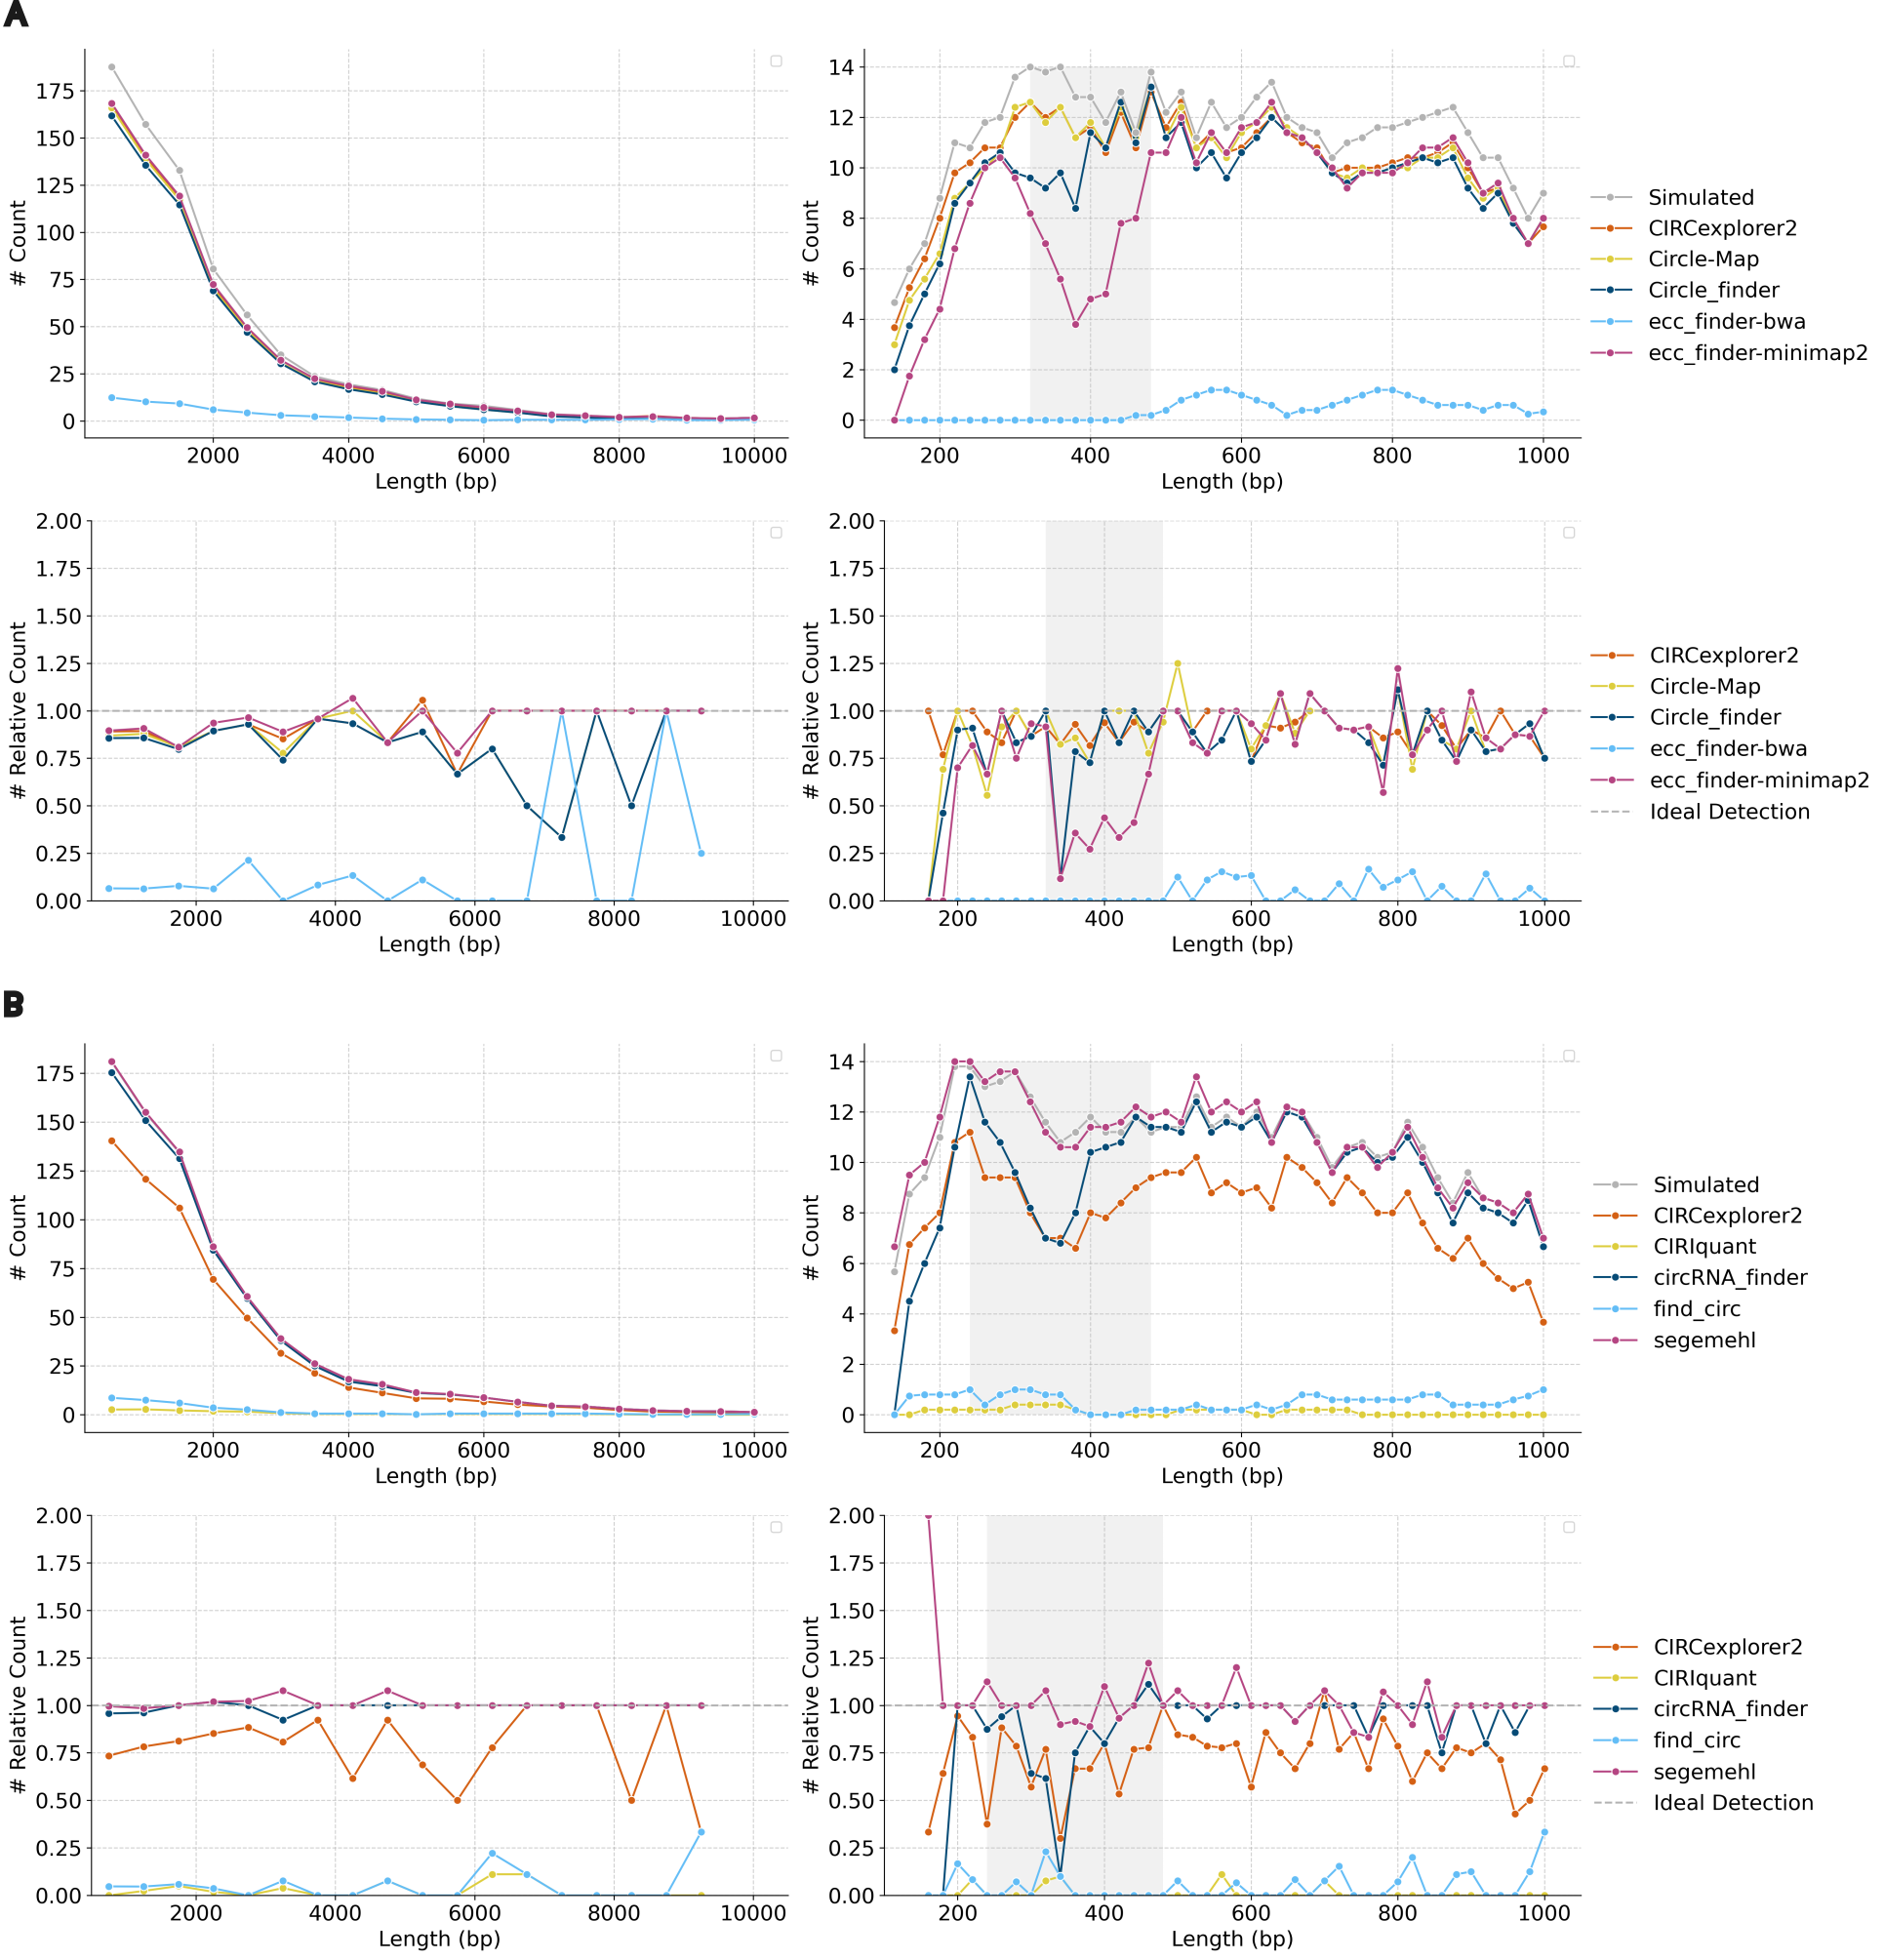 A
# Count
175
150
125
100
75
50
25
0
2000 4000 6000 8000 10000
Length (bp)
# Count
14
12
10
8
6
4
2
0
200 400 600 800 1000
Length (bp)
Simulated
CIRCexplorer2
Circle-Map
Circle_finder
ecc_finder-bwa
ecc_finder-minimap2
# Relative Count
2.00
1.75
1.50
1.25
1.00
0.75
0.50
0.25
0.00
2000 4000 6000 8000 10000
Length (bp)
# Relative Count
2.00
1.75
1.50
1.25
1.00
0.75
0.50
0.25
0.00
200 400 600 800 1000
Length (bp)
CIRCexplorer2
Circle-Map
Circle_finder
ecc_finder-bwa
ecc_finder-minimap2
Ideal Detection
B
# Count
175
150
125
100
75
50
25
0
2000 4000 6000 8000 10000
Length (bp)
# Count
14
12
10
8
6
4
2
0
200 400 600 800 1000
Length (bp)
Simulated
CIRCexplorer2
CIRIquant
circRNA_finder
find_circ
segemehl
# Relative Count
2.00
1.75
1.50
1.25
1.00
0.75
0.50
0.25
0.00
2000 4000 6000 8000 10000
Length (bp)
# Relative Count
2.00
1.75
1.50
1.25
1.00
0.75
0.50
0.25
0.00
200 400 600 800 1000
Length (bp)
CIRCexplorer2
CIRIquant
circRNA_finder
find_circ
segemehl
Ideal Detection